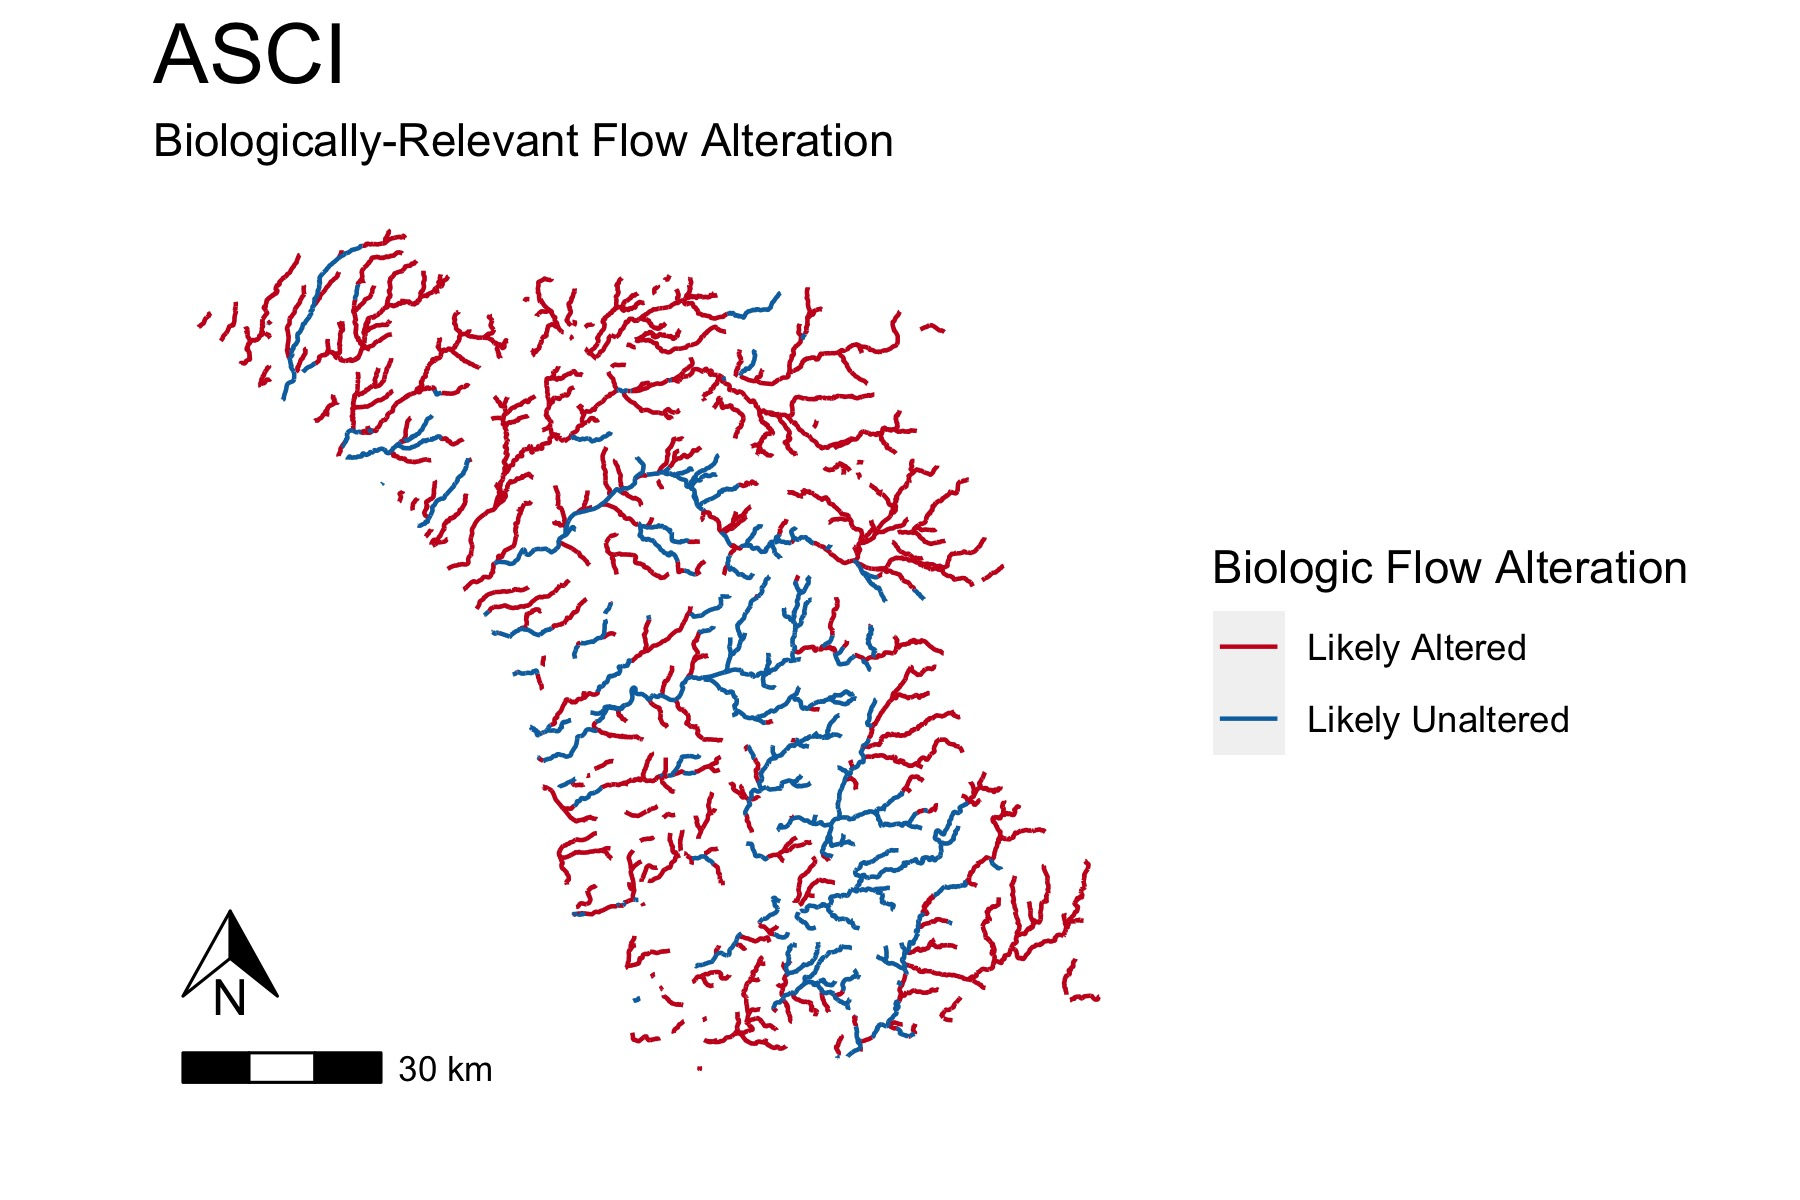 ASCI
Biologically-Relevant Flow Alteration
Biologic Flow Alteration
Likely Altered
Likely Unaltered
N
30 km